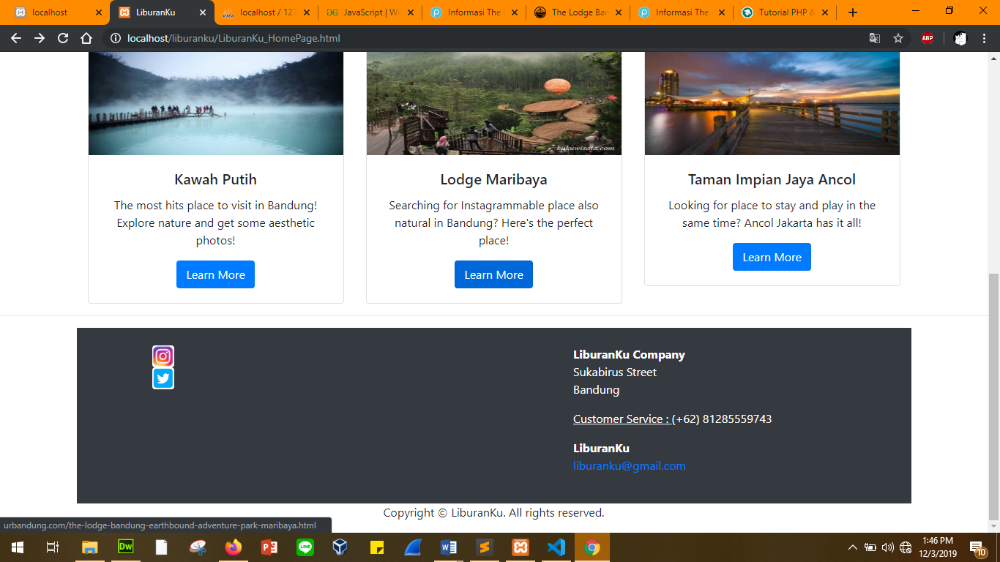 localhost
LiburanKu
localhost / 127
JavaScript | Wi
Informasi The
The Lodge Ban
Informasi The
Tutorial PHP &
localhost/liburanku/LiburanKu_HomePage.html
ABP
bukuwisata.com
Kawah Putih
The most hits place to visit in Bandung!
Explore nature and get some aesthetic
photos!
Learn More
Lodge Maribaya
Searching for Instagrammable place also
natural in Bandung? Here's the perfect
place!
Learn More
Taman Impian Jaya Ancol
Looking for place to stay and play in the
same time? Ancol Jakarta has it all!
Learn More
LiburanKu Company
Sukabirus Street
Bandung
Customer Service : (+62) 81285559743
LiburanKu
liburanku@gmail.com
Copyright © LiburanKu. All rights reserved.
urbandung.com/the-lodge-bandung-earthbound-adventure-park-maribaya.html
Dw
LINE
1:46 PM
12/3/2019
10